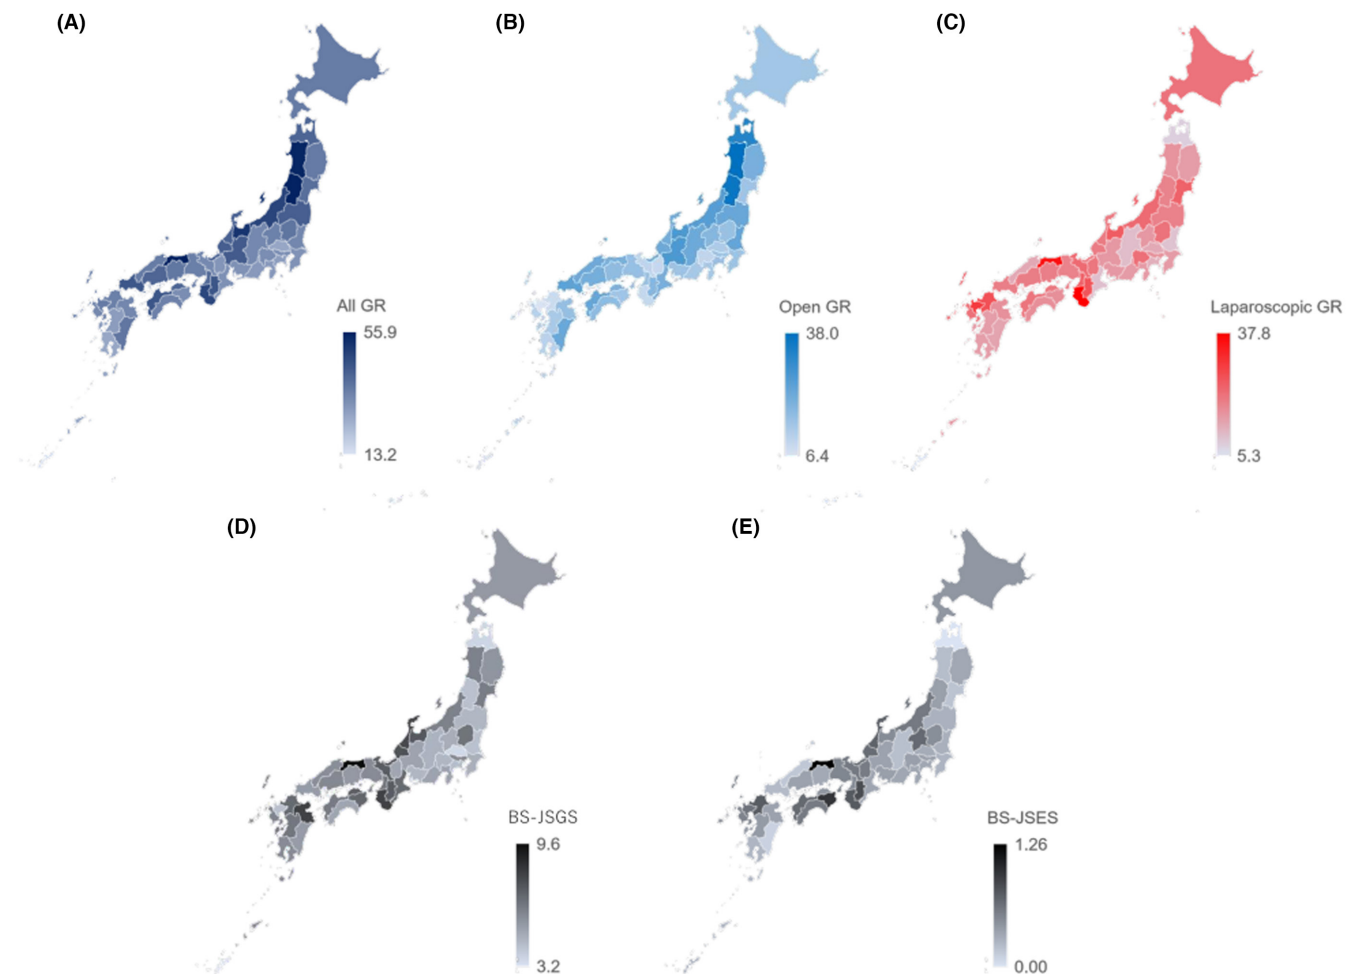 (A)
(B)
(C)
All GR
55.9
13.2
Open GR
38.0
6.4
Laparoscopic GR
37.8
5.3
(D)
(E)
BS-JSGS
9.6
3.2
BS-JSES
1.26
0.00